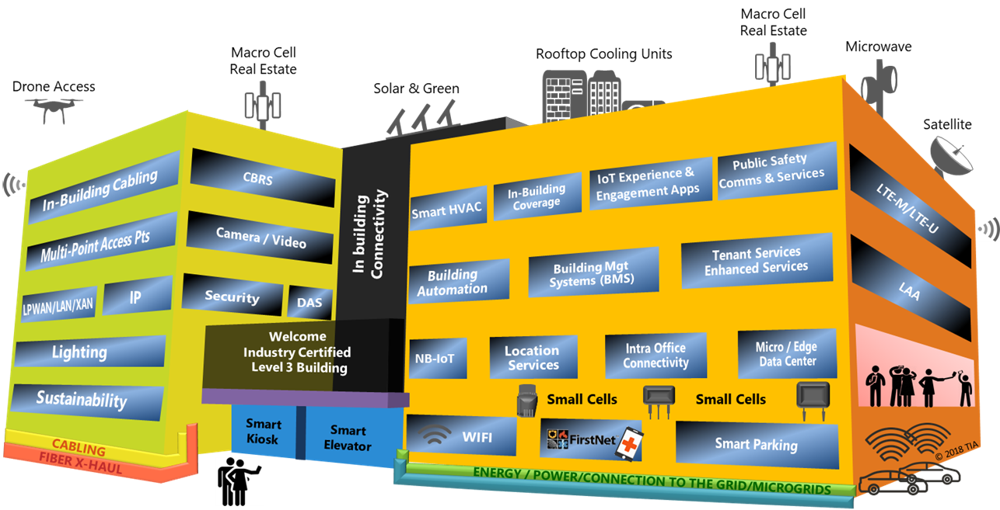 Drone Access
Macro Cell
Real Estate
Solar & Green
Rooftop Cooling Units
Macro Cell
Real Estate
Microwave
Satellite
In-Building Cabling
Multi-Point Access Pts
LPWAN/LAN/XAN
IP
Lighting
Sustainability
CABLING
FIBER X-HAUL
CBRS
Camera / Video
Security
DAS
In building
Connectivity
Welcome
Industry Certified
Level 3 Building
Smart
Kiosk
Smart
Elevator
Smart HVAC
In-Building
Coverage
IoT Experience &
Engagement Apps
Public Safety
Comms & Services
Building
Automation
Building Mgt
Systems (BMS)
Tenant Services
Enhanced Services
NB-IoT
Location
Services
Intra Office
Connectivity
Micro / Edge
Data Center
Small Cells
Small Cells
WIFI
FirstNet
Smart Parking
ENERGY / POWER/CONNECTION TO THE GRID/MICROGRIDS
LTE-M/LTE-U
LAA
© 2018 TIA